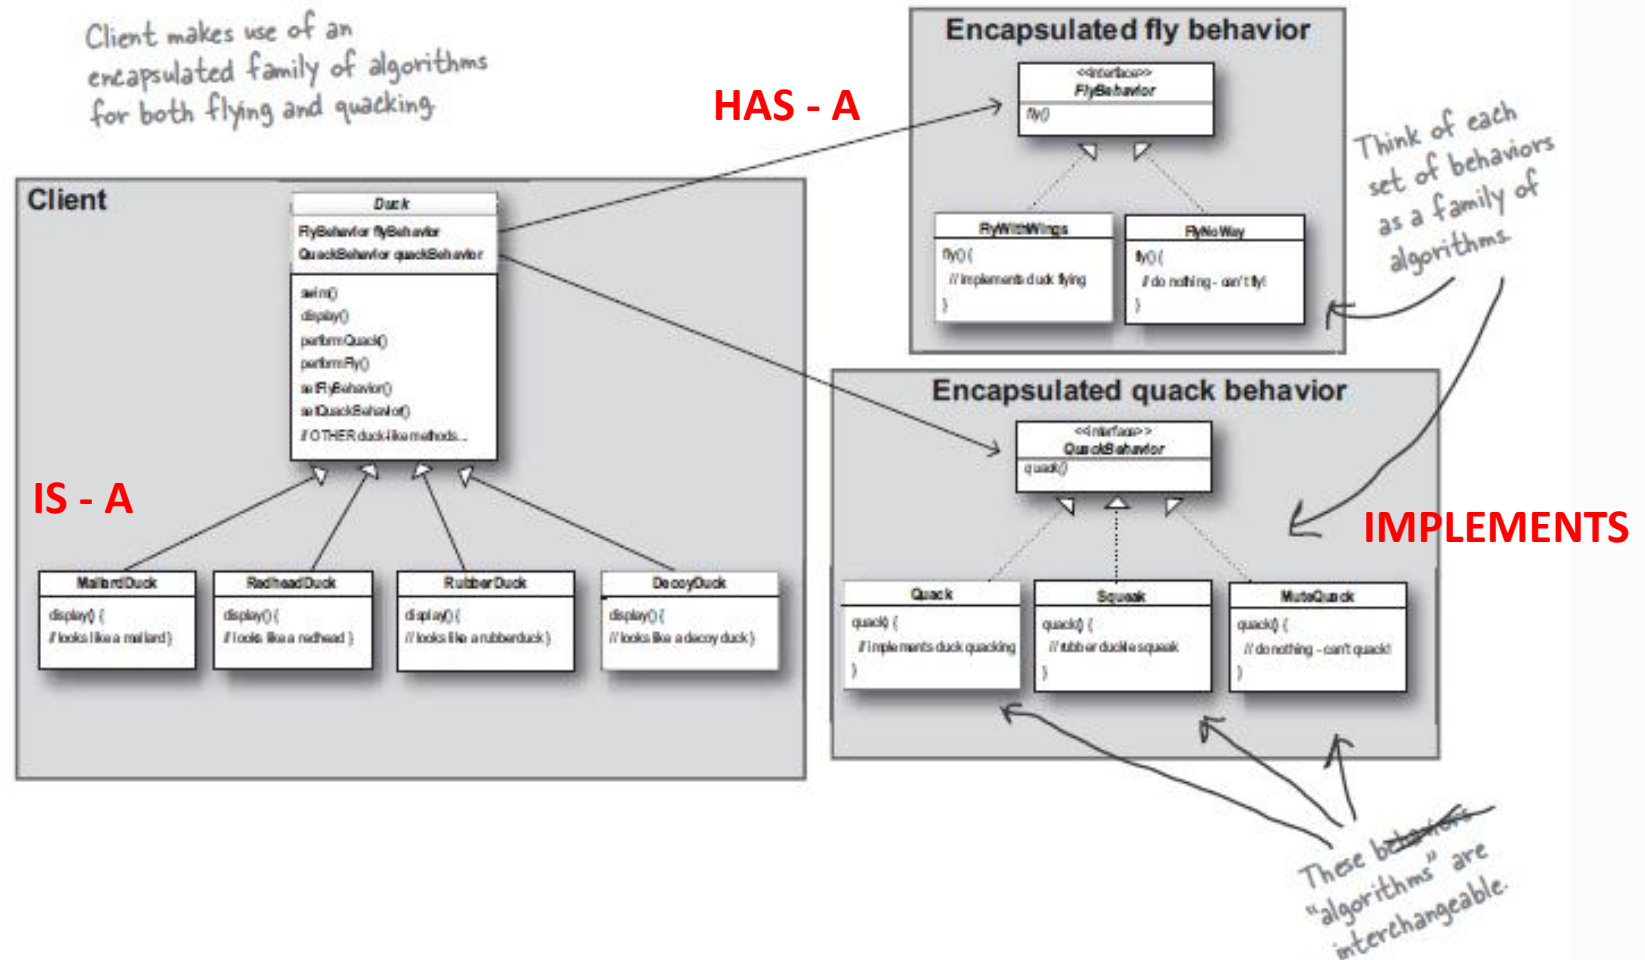 Client makes use of an
encapsulated family of algorithms
for both flying and quacking
HAS - A
Encapsulated fly behavior
<<interface>>
FlyBehavior
fly()
FlyWithWings
fly() {
// implements duck flying
}
FlyNoWay
fly() {
// do nothing - can't fly!
}
Think of each
set of behaviors
as a family of
algorithms.
Client
Duck
FlyBehavior flyBehavior
QuackBehavior quackBehavior
swim()
display()
performQuack()
performFly()
setFlyBehavior()
setQuackBehavior()
// OTHER duck-like methods...
IS - A
MallardDuck
display() {
// looks like a mallard }
RedheadDuck
display() {
// looks like a redhead }
RubberDuck
display() {
// looks like a rubberduck }
DecoyDuck
display() {
// looks like a decoy duck }
Encapsulated quack behavior
<<interface>>
QuackBehavior
quack()
IMPLEMENTS
Quack
quack() {
// implements duck quacking
}
Squeak
quack() {
// rubber duckie squeak
}
MuteQuack
quack() {
// do nothing - can't quack!
}
These behaviors
"algorithms" are
interchangeable.